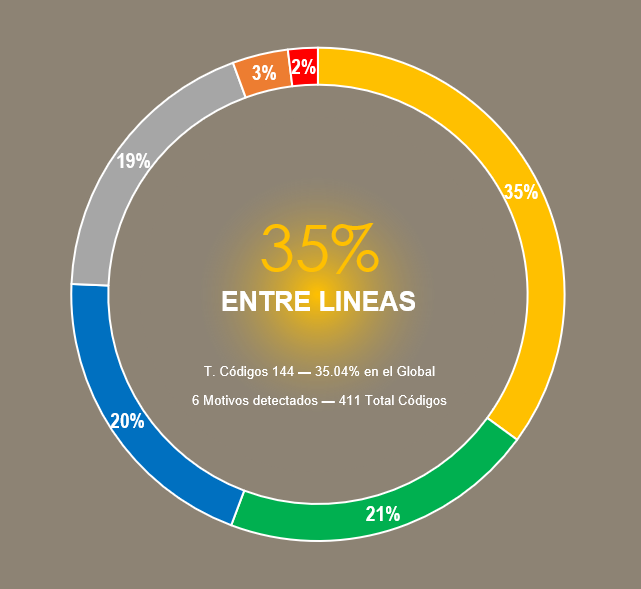 2%
3%
19%
35%
35%
ENTRE LINEAS
T. Códigos 144 — 35.04% en el Global
6 Motivos detectados — 411 Total Códigos
20%
21%